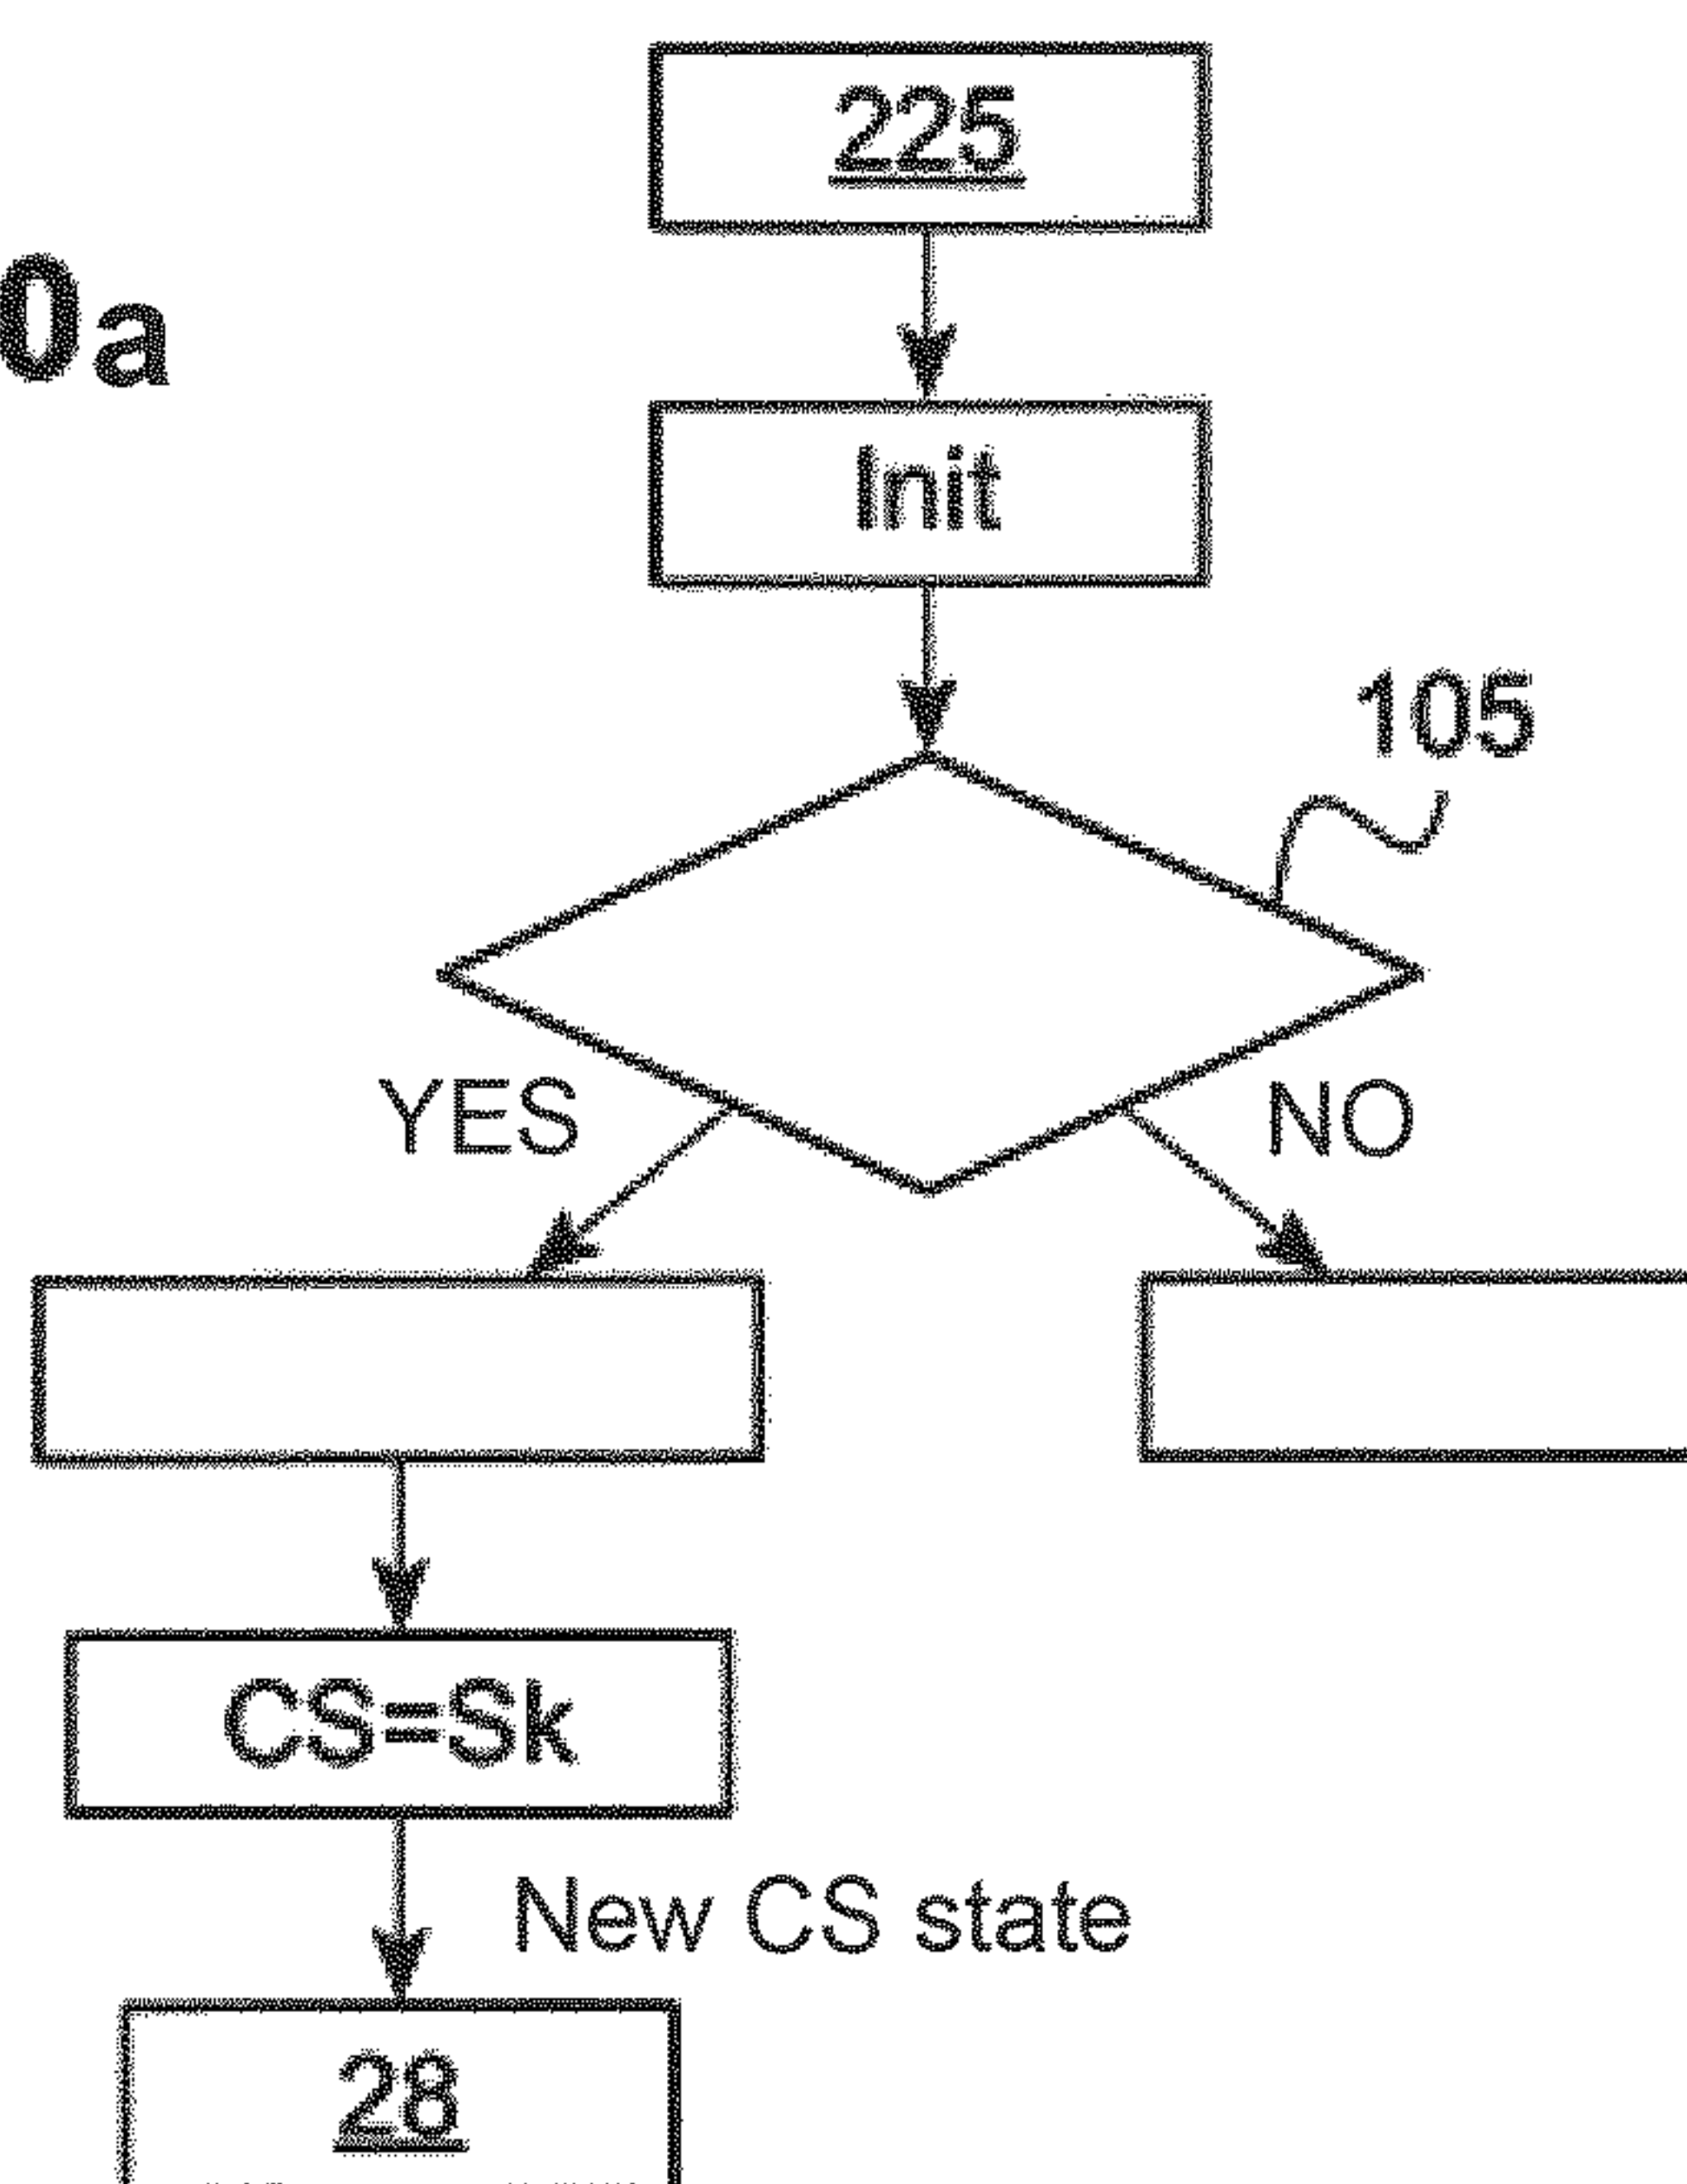 225
0a
Init
105
YES
NO
CS=Sk
New CS state
28